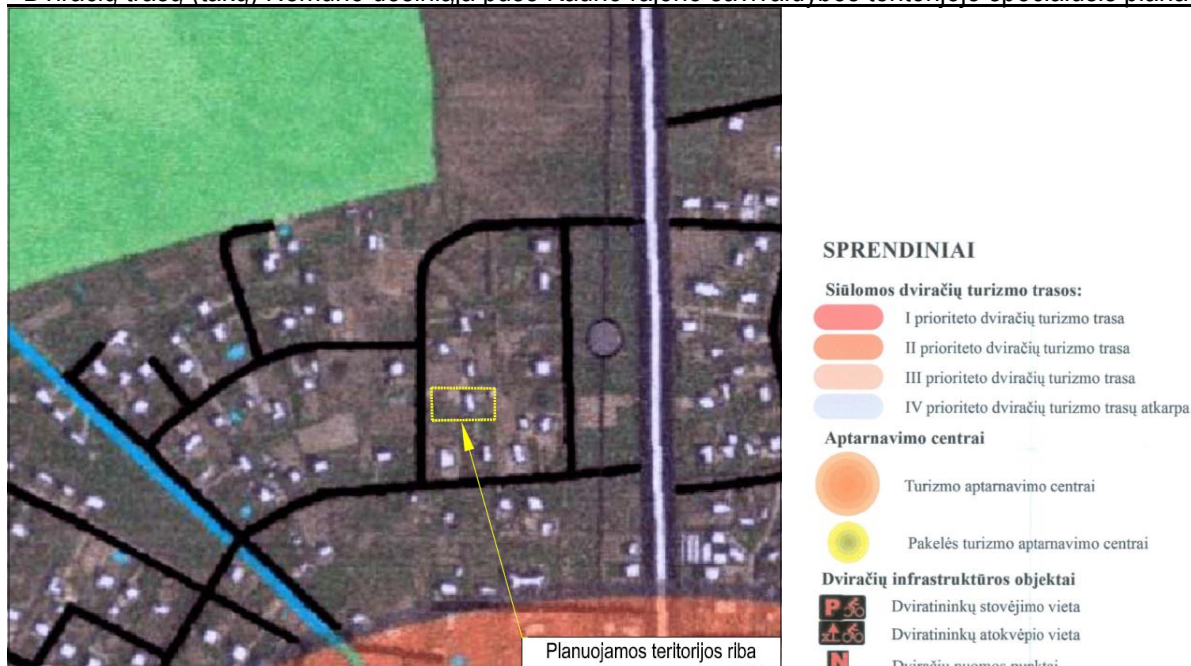 SPRENDINIAI
Siūlomos dviračių turizmo trasos:
I prioriteto dviračių turizmo trasa
II prioriteto dviračių turizmo trasa
III prioriteto dviračių turizmo trasa
IV prioriteto dviračių turizmo trasų atkarpa
Aptarnavimo centrai
Turizmo aptarnavimo centrai
Pakelės turizmo aptarnavimo centrai
Dviračių infrastruktūros objektai
P
Dviratininkų stovėjimo vieta
Dviratininkų atokvėpio vieta
N
Planuojamos teritorijos riba